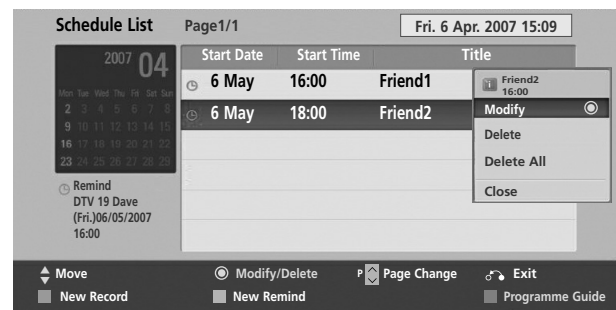 Schedule List Page1/1 Fri. 6 Apr. 2007 15:09
2007 04
Mon Tue Wed Thu Fri Sat Sun
2 3 4 5 6 7 8
9 10 11 12 13 14 15
16 17 18 19 20 21 22
23 24 25 26 27 28 29
Remind
DTV 19 Dave
(Fri.)06/05/2007
16:00
Start Date Start Time Title
6 May 16:00 Friend1
6 May 18:00 Friend2
Friend2
16:00
Modify
Delete
Delete All
Close
Move Modify/Delete P Page Change Exit
New Record New Remind Programme Guide